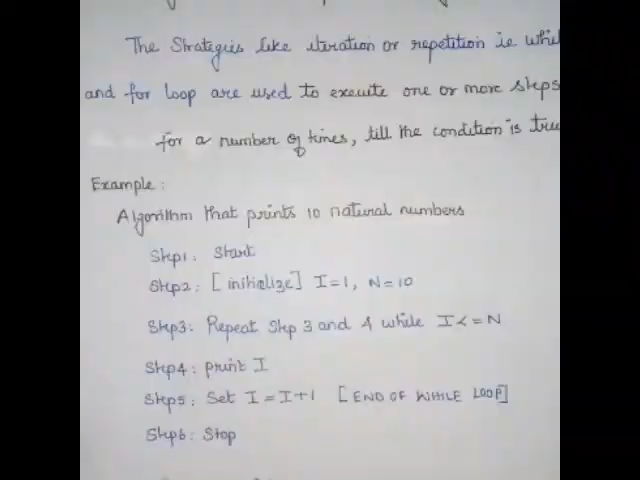 The Strategies like iteration or repetition ie whil
and for loop are used to execute one or more steps
for a number of times, till the condition is true
Example:
Algorithm that prints 10 natural numbers
Step1: Start
Step2: [initialize] I=1, N=10
Step3: Repeat Step 3 and 4 while I<=N
Step4: print I
Step5: Set I=I+1 [END OF WHILE LOOP]
Step6: Stop